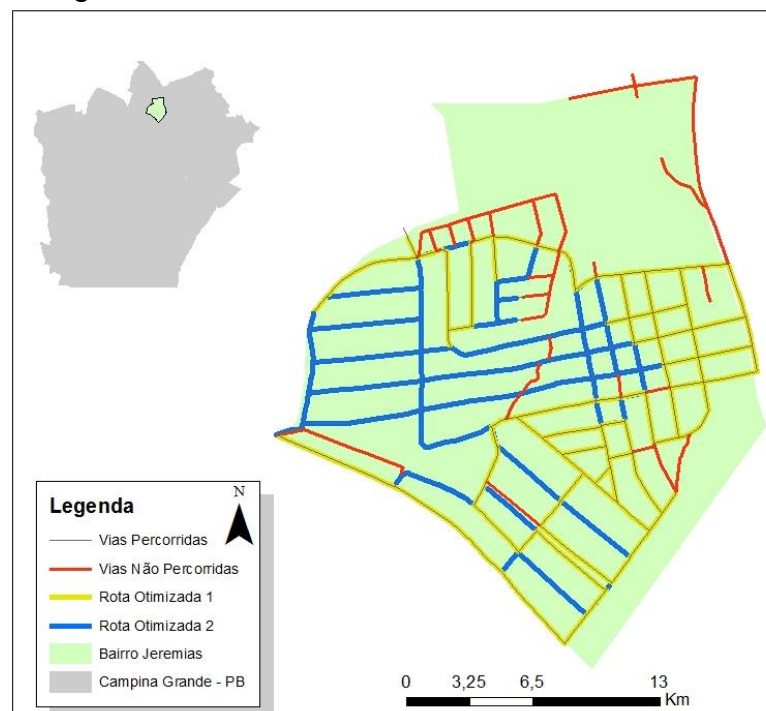 Legenda
N
Vias Percorridas
Vias Não Percorridas
Rota Otimizada 1
Rota Otimizada 2
Bairro Jeremias
Campina Grande - PB
0 3,25 6,5 13
Km